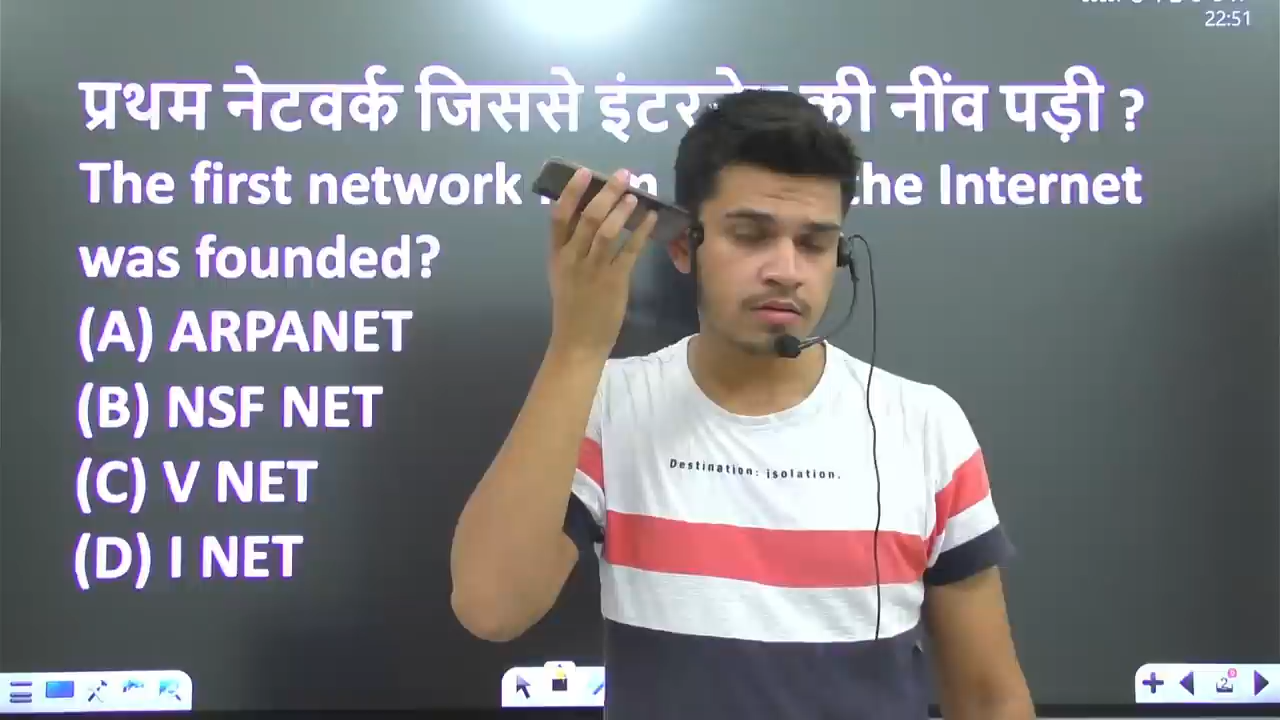 22:51
प्रथम नेटवर्क जिससे की नींव पड़ी ?
The first network the Internet
was founded?
(A) ARPANET
(B) NSF NET
(C) V NET
(D) I NET
Destination: isolation.
2